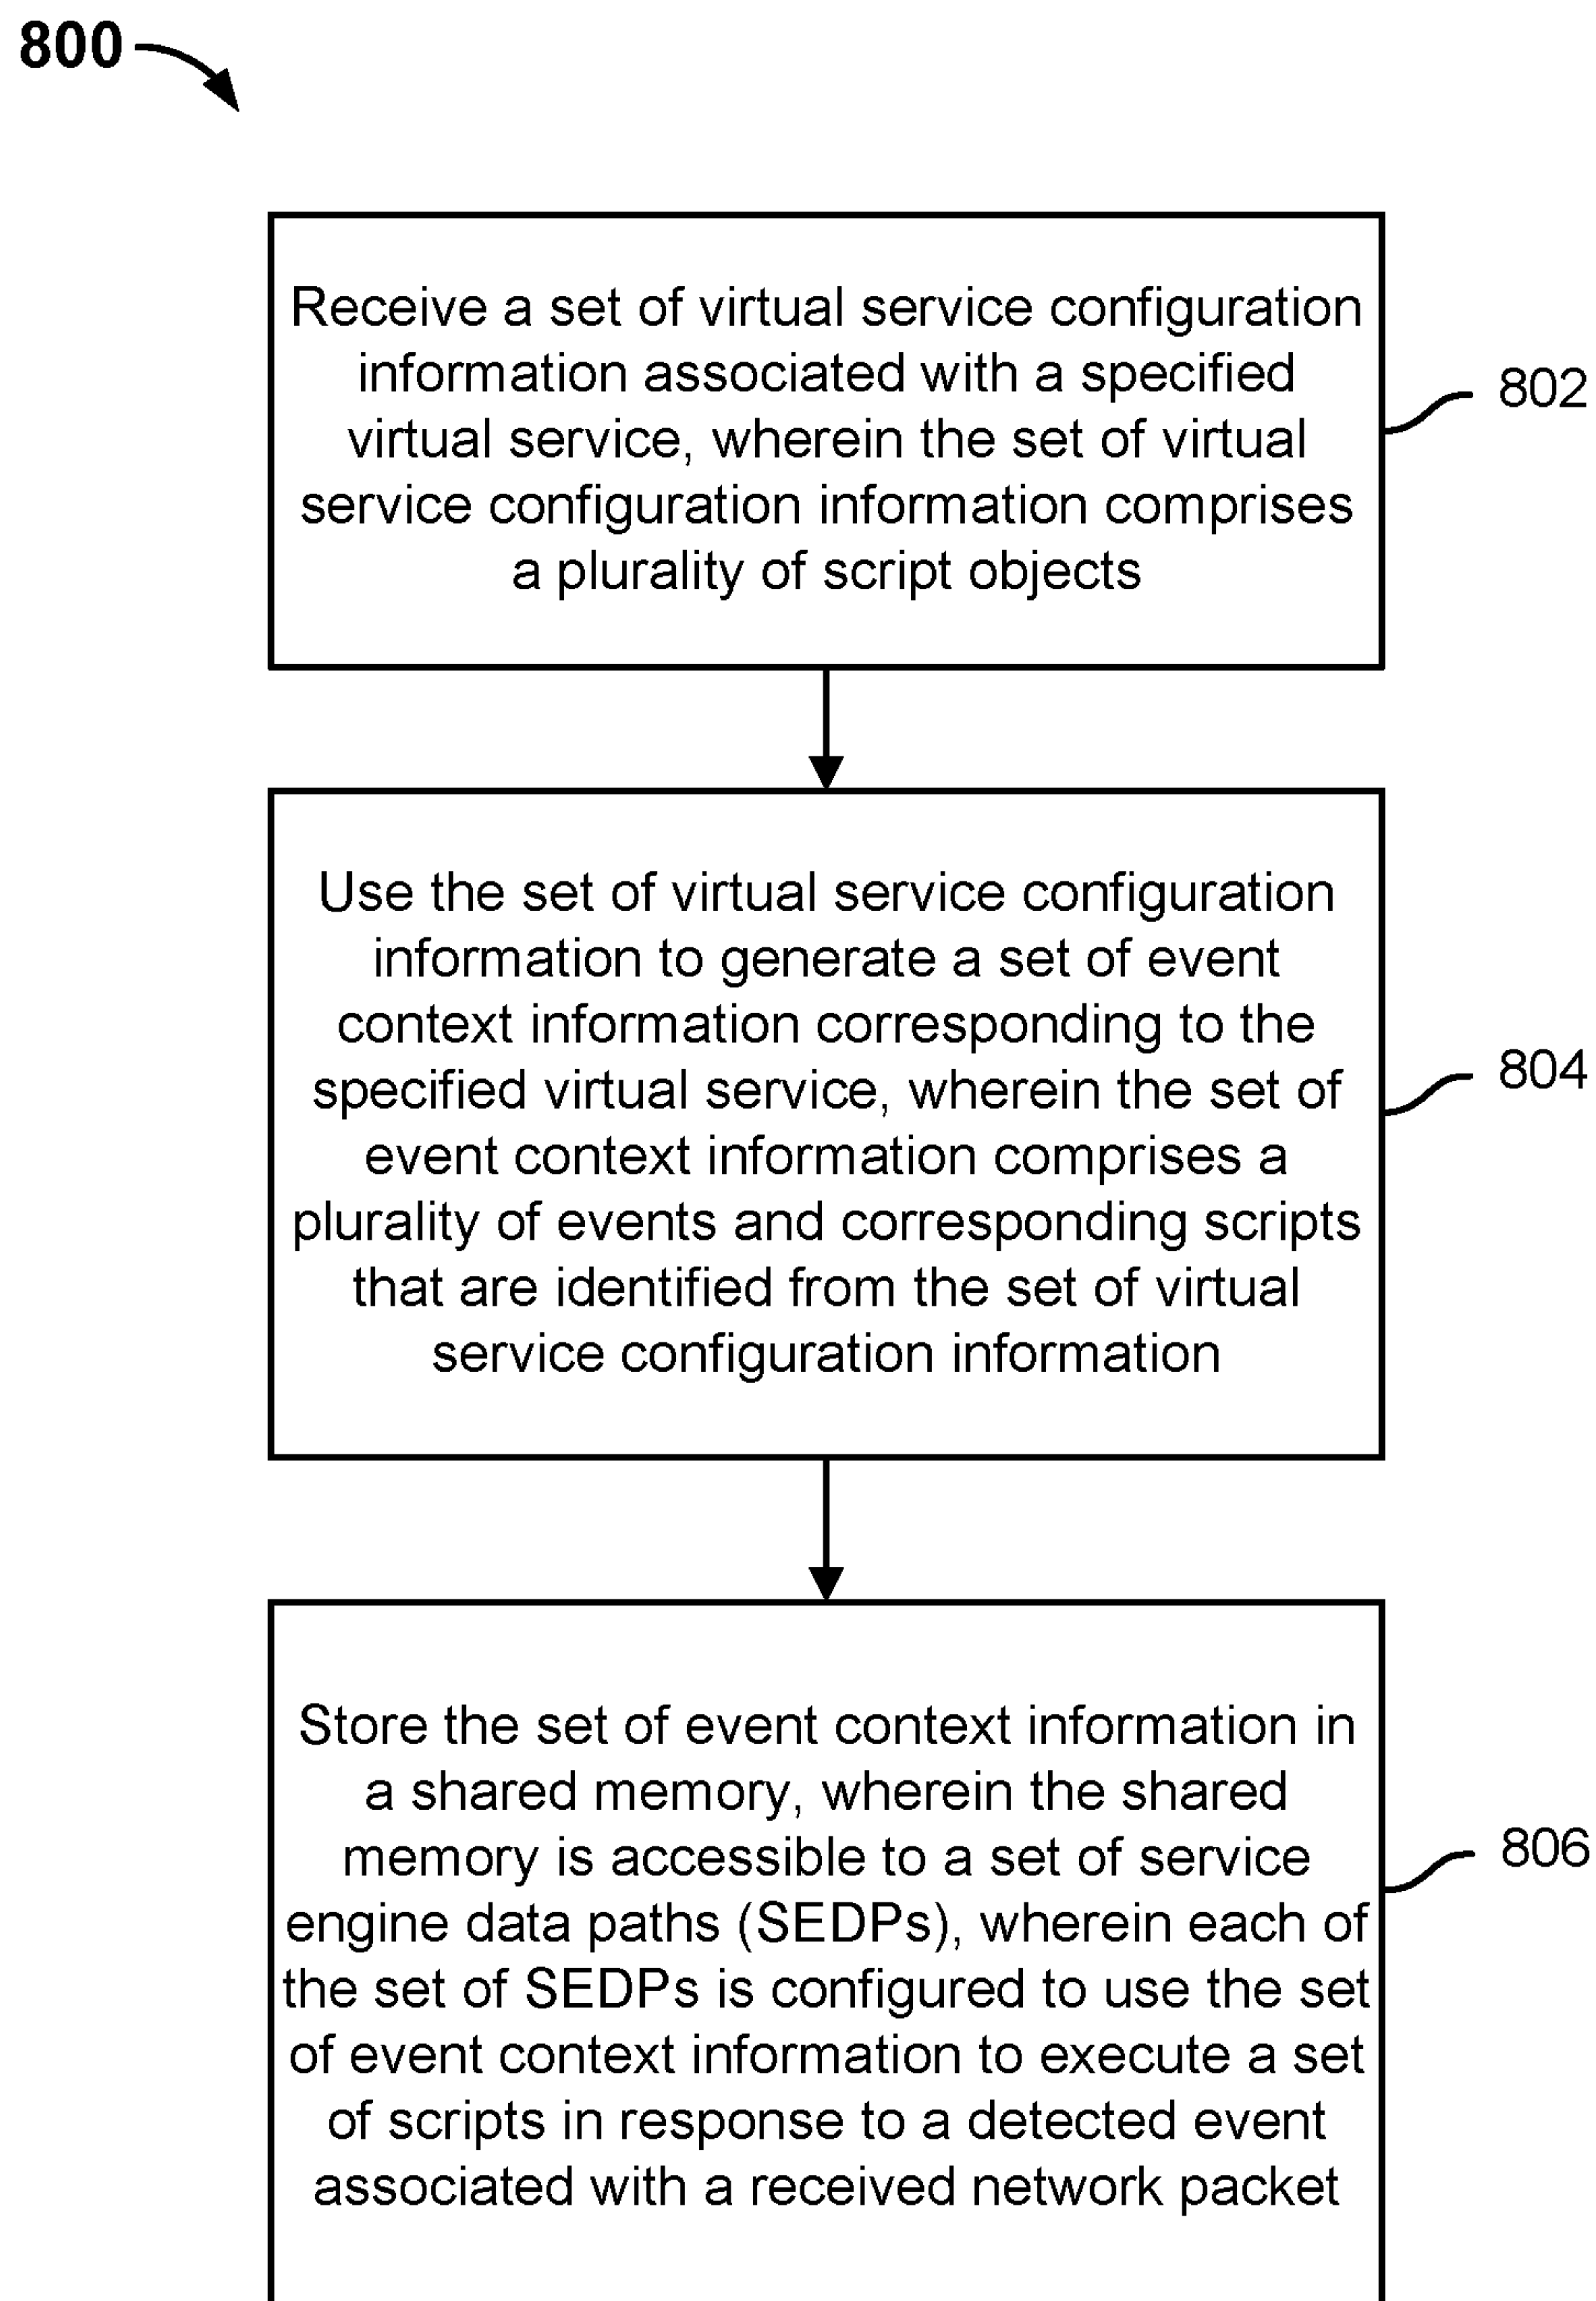 800
Receive a set of virtual service configuration
information associated with a specified
virtual service, wherein the set of virtual
service configuration information comprises
a plurality of script objects
802
Use the set of virtual service configuration
information to generate a set of event
context information corresponding to the
specified virtual service, wherein the set of
event context information comprises a
plurality of events and corresponding scripts
that are identified from the set of virtual
service configuration information
804
Store the set of event context information in
a shared memory, wherein the shared
memory is accessible to a set of service
engine data paths (SEDPs), wherein each of
the set of SEDPs is configured to use the set
of event context information to execute a set
of scripts in response to a detected event
associated with a received network packet
806